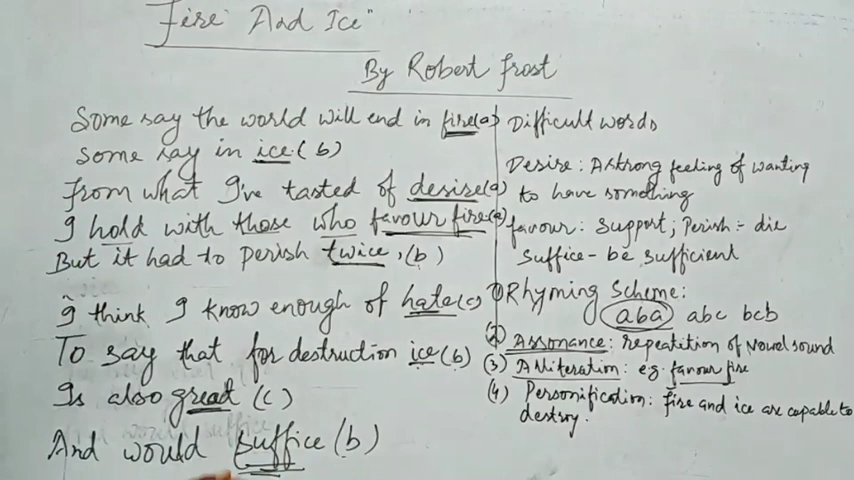 "Fire And Ice"
By Robert Frost
Some say the world will end in fire(a)
Some say in ice. (b)
From what I've tasted of desire(a)
I hold with those who favour fire(a)
But it had to perish twice, (b)
I think I know enough of hate(c)
To say that for destruction ice(b)
Is also great (c)
And would suffice (b)
Difficult words
Desire: A strong feeling of wanting
to have something
favour: Support; Perish :- die
Suffice - be sufficient
(1) Rhyming Scheme:
aba abc bcb
(2) Assonance: repeatition of vowel sound
(3) Alliteration: e.g. favour fire
(4) Personification: fire and ice are capable to
destroy.